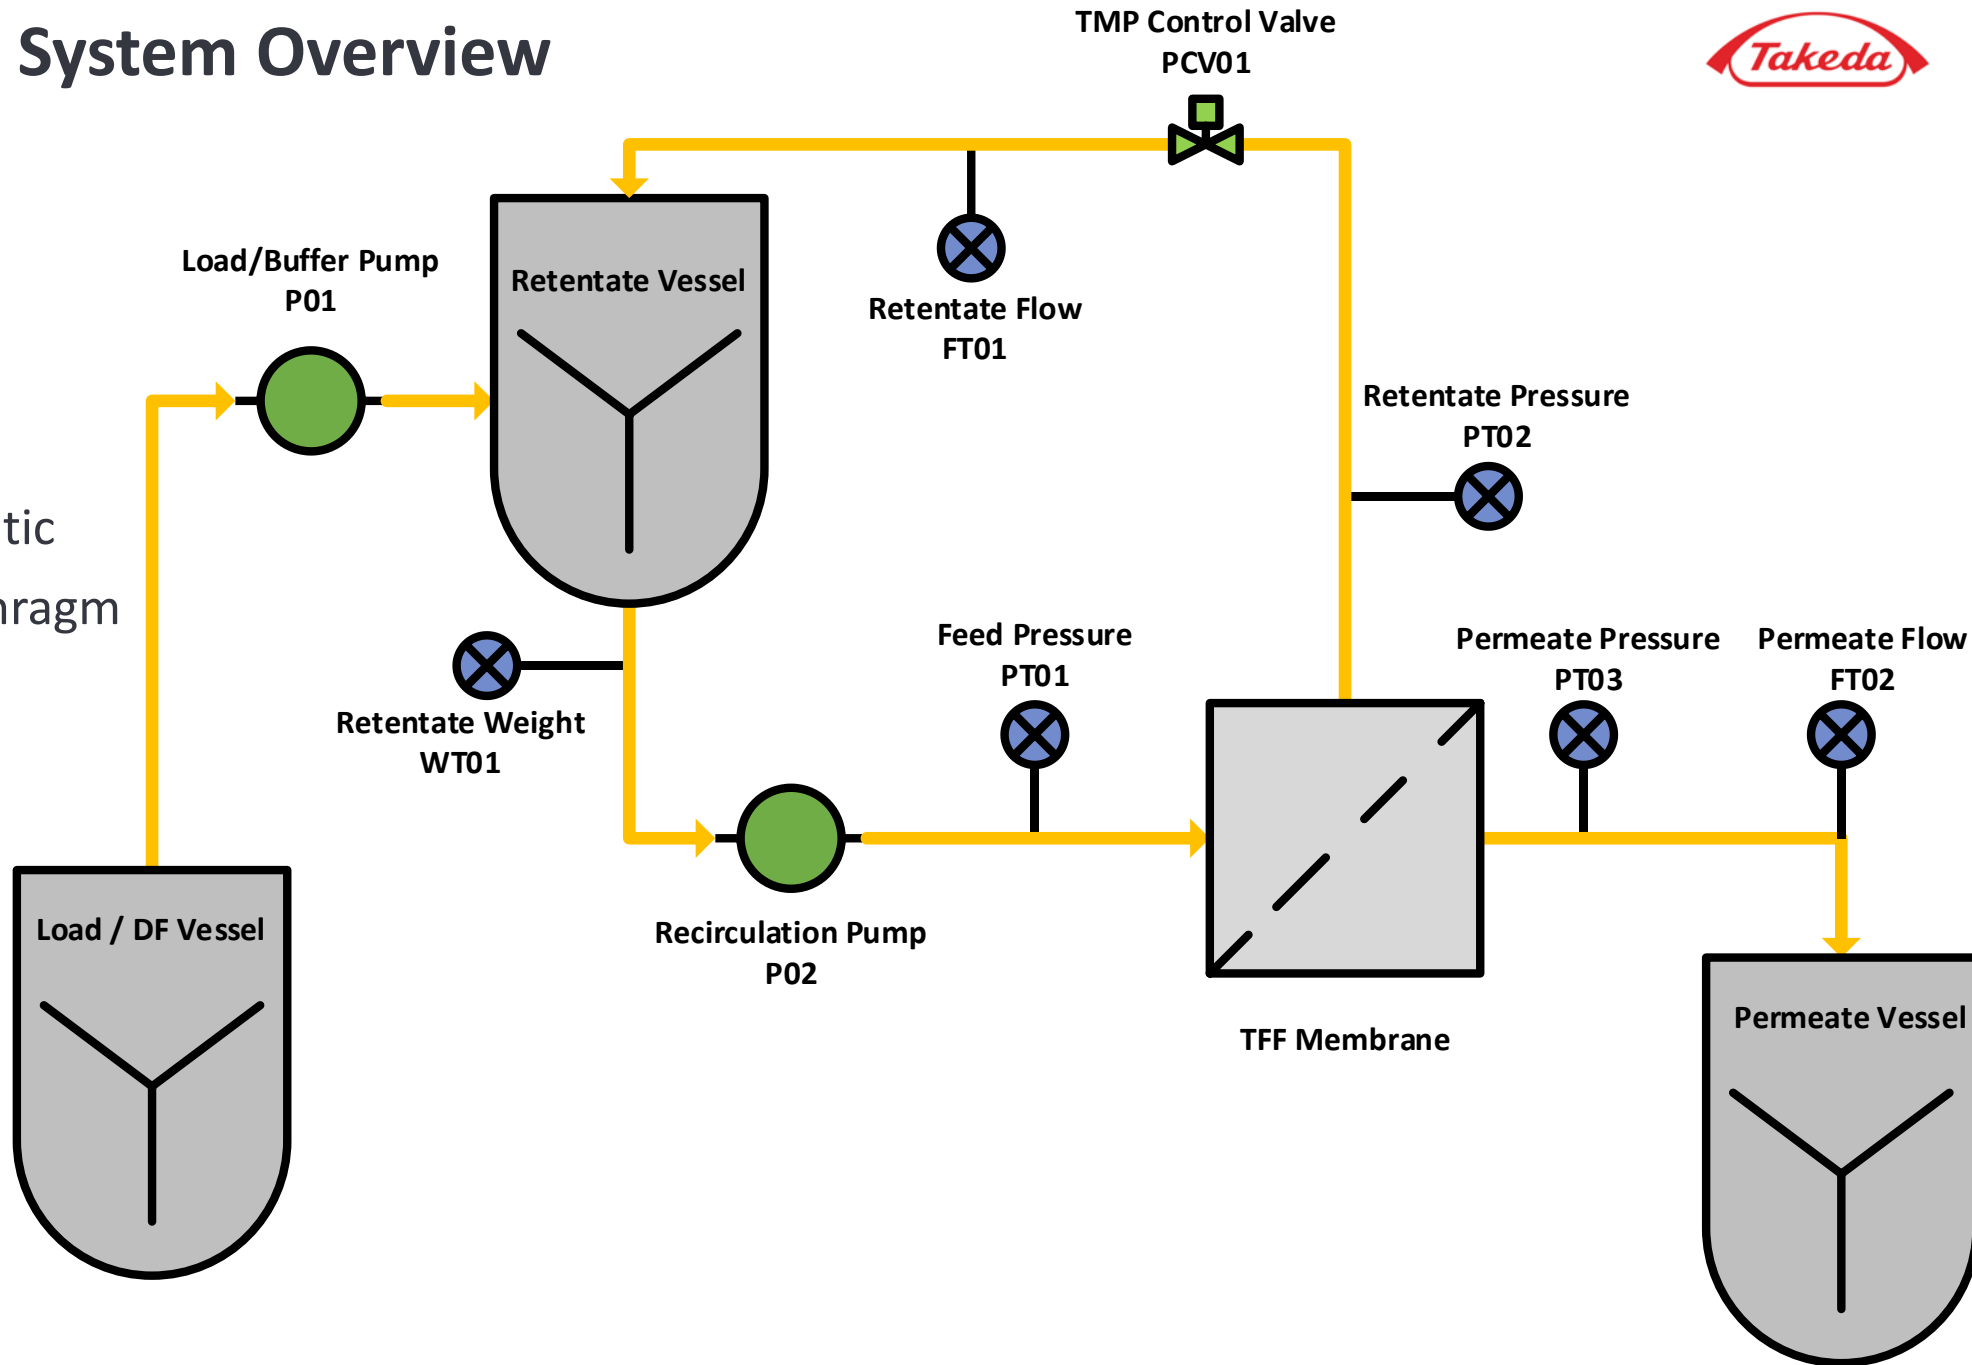 System Overview
TMP Control Valve
PCV01
Takeda
Load/Buffer Pump
P01
Retentate Vessel
Retentate Flow
FT01
Retentate Pressure
PT02
tic
hragm
Feed Pressure
PT01
Permeate Pressure
PT03
Permeate Flow
FT02
Retentate Weight
WT01
Load / DF Vessel
Recirculation Pump
P02
TFF Membrane
Permeate Vessel